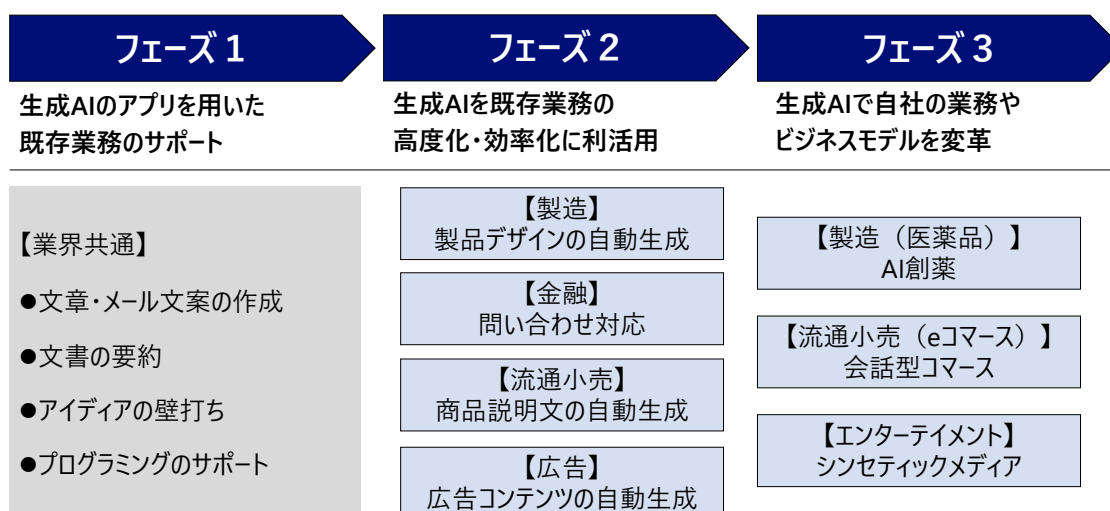 フェーズ1
生成AIのアプリを用いた
既存業務のサポート
【業界共通】
●文章・メール文案の作成
●文書の要約
●アイディアの壁打ち
●プログラミングのサポート
フェーズ2
生成AIを既存業務の
高度化・効率化に利活用
【製造】
製品デザインの自動生成
【金融】
問い合わせ対応
【流通小売】
商品説明文の自動生成
【広告】
広告コンテンツの自動生成
フェーズ3
生成AIで自社の業務や
ビジネスモデルを変革
【製造（医薬品）】
AI創薬
【流通小売（eコマース）】
会話型コマース
【エンターテイメント】
シンセティックメディア